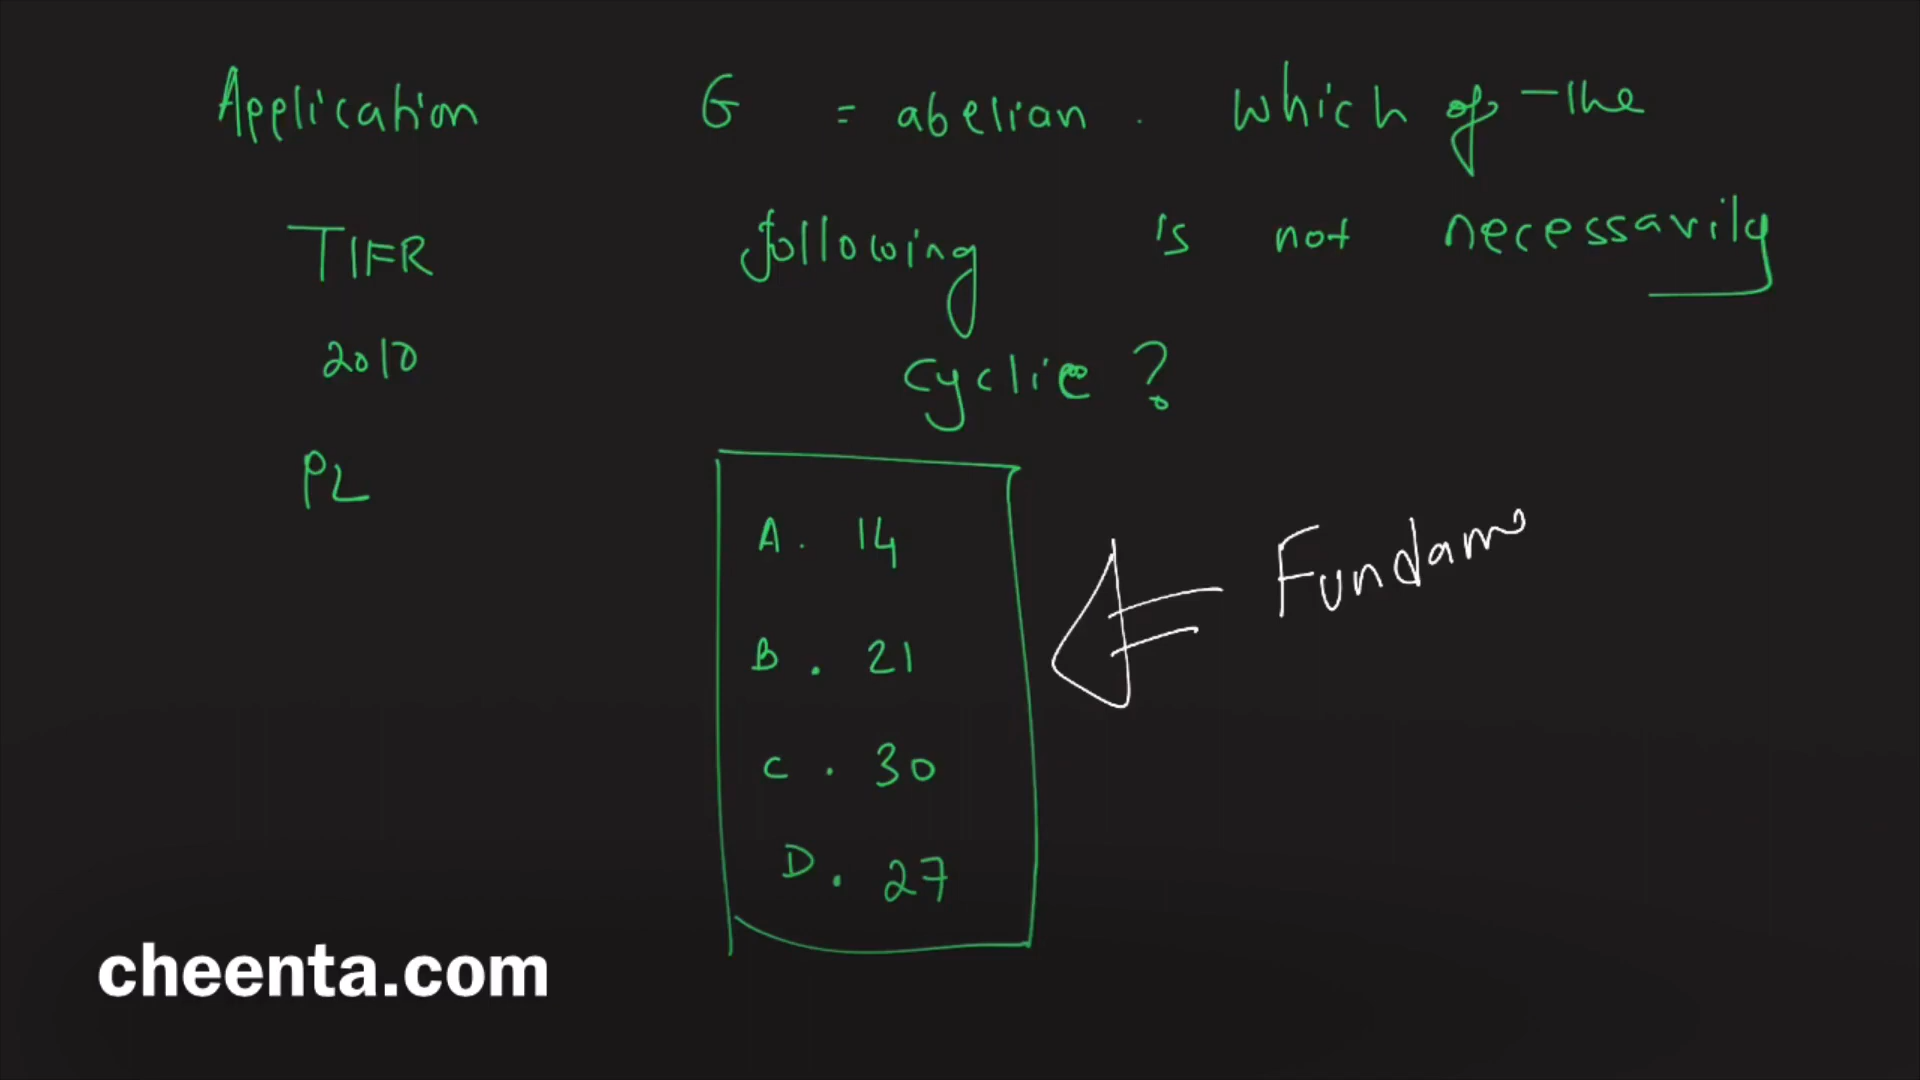 Application G = abelian . Which of the
TIFR following is not necessarily
2010 cyclic ?
P2
A. 14
B. 21
C. 30
D. 27
Fundam
cheenta.com